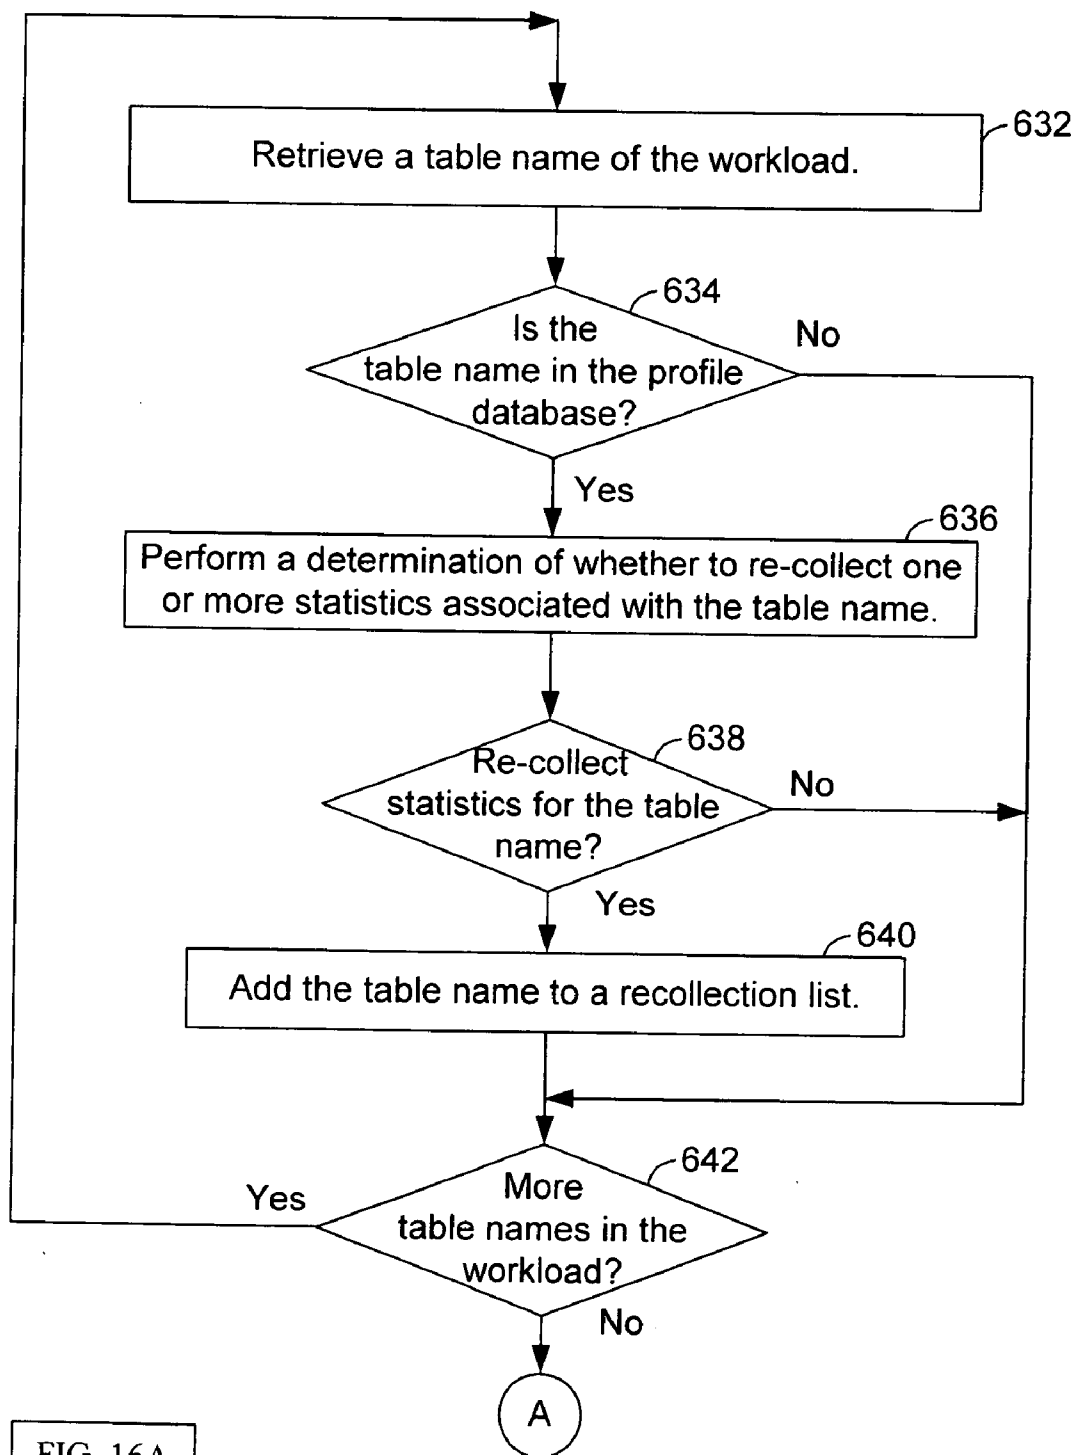 632
Retrieve a table name of the workload.
634
Is the
table name in the profile
database?
No
Yes
636
Perform a determination of whether to re-collect one
or more statistics associated with the table name.
638
Re-collect
statistics for the table
name?
No
Yes
640
Add the table name to a recollection list.
642
More
table names in the
workload?
Yes
No
A
FIG. 16A